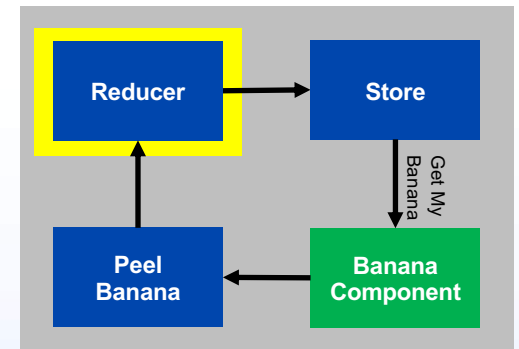 Reducer
Store
Get My
Banana
Peel
Banana
Banana
Component